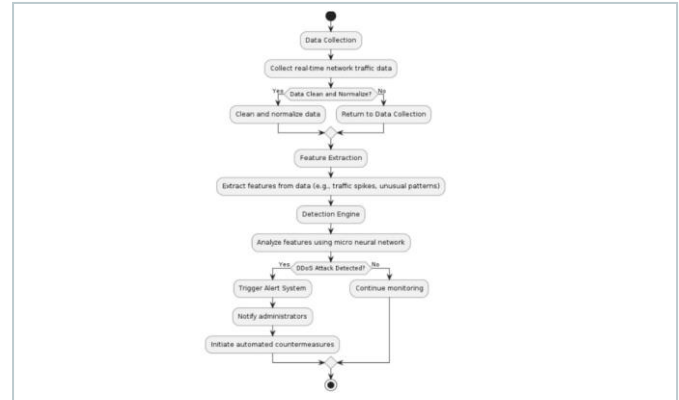 Data Collection
Collect real-time network traffic data
Yes Data Clean and Normalize? No
Clean and normalize data Return to Data Collection
Feature Extraction
Extract features from data (e.g., traffic spikes, unusual patterns)
Detection Engine
Analyze features using micro neural network
Yes DDoS Attack Detected? No
Trigger Alert System Continue monitoring
Notify administrators
Initiate automated countermeasures